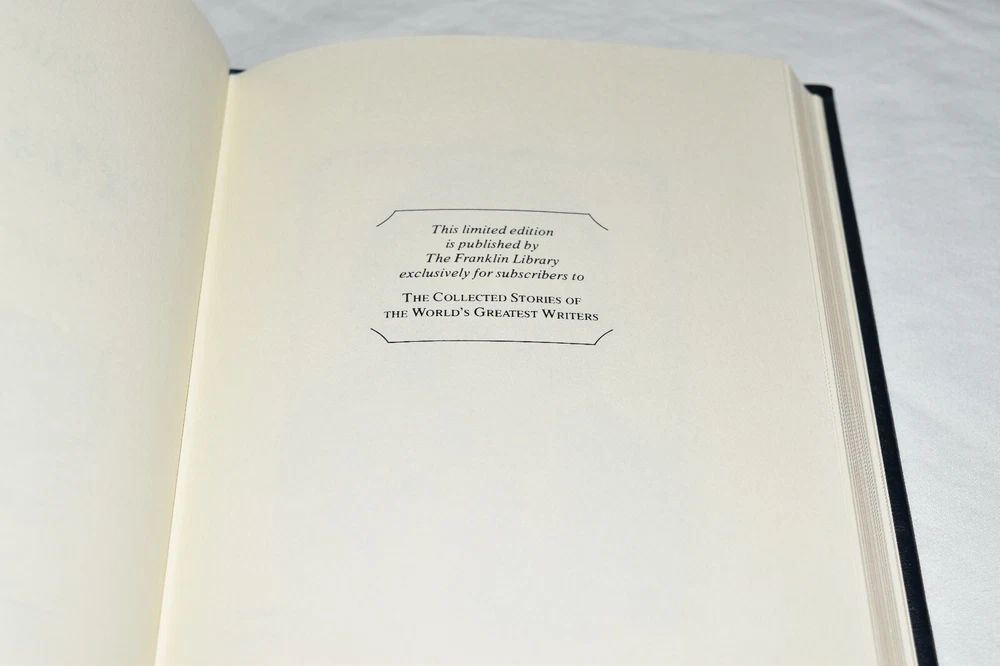 This limited edition
is published by
The Franklin Library
exclusively for subscribers to
THE COLLECTED STORIES OF
THE WORLD'S GREATEST WRITERS